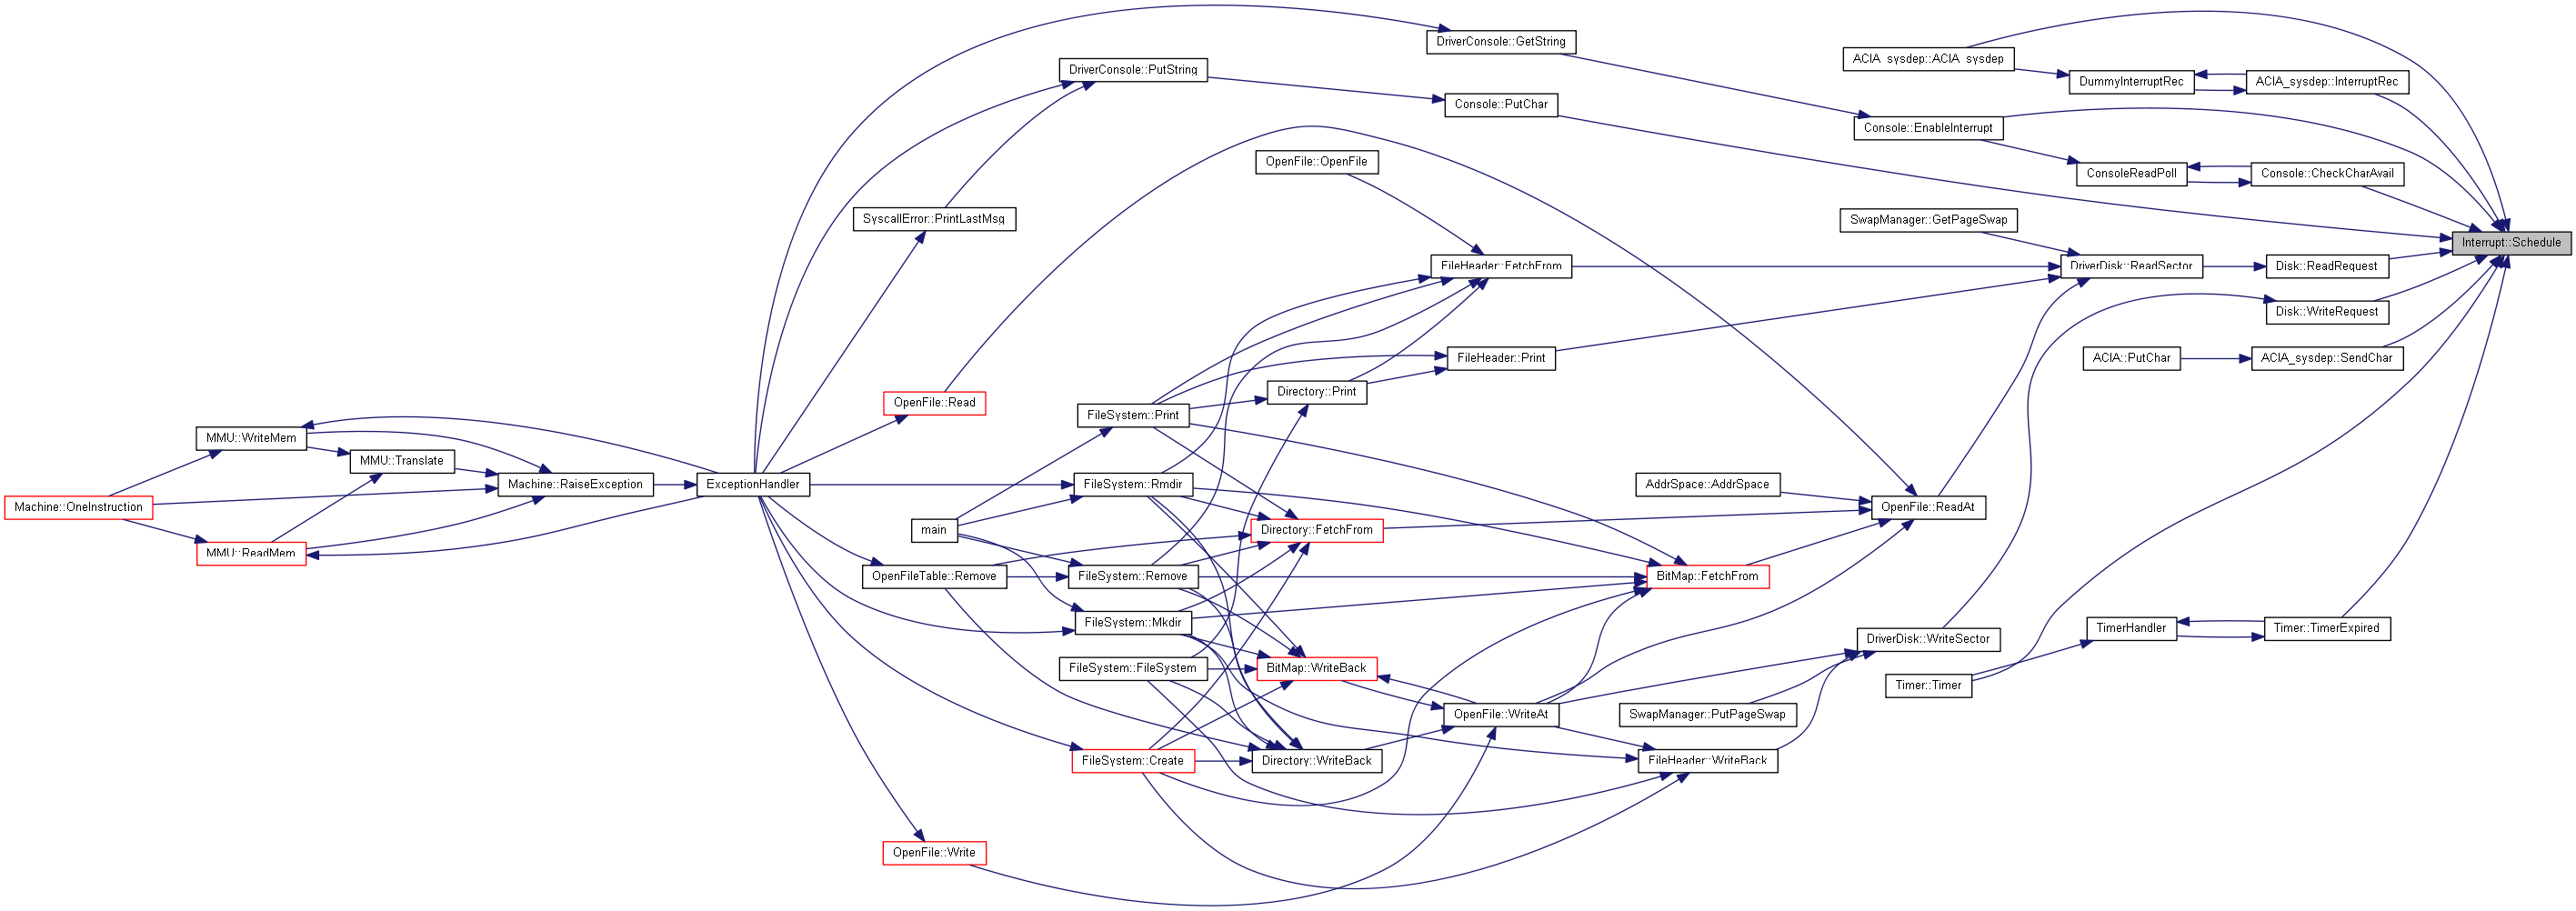 DriverConsole::GetString
ACIA_sysdep::ACIA_sysdep
DriverConsole::PutString
DummyInterruptRec
ACIA_sysdep::InterruptRec
Console::PutChar
Console::EnableInterrupt
OpenFile::OpenFile
ConsoleReadPoll
Console::CheckCharAvail
SyscallError::PrintLastMsg
SwapManager::GetPageSwap
Interrupt::Schedule
FileHeader::FetchFrom
DriverDisk::ReadSector
Disk::ReadRequest
Disk::WriteRequest
FileHeader::Print
ACIA::PutChar
ACIA_sysdep::SendChar
Directory::Print
OpenFile::Read
FileSystem::Print
MMU::WriteMem
MMU::Translate
Machine::RaiseException
ExceptionHandler
FileSystem::Rmdir
AddrSpace::AddrSpace
Machine::OneInstruction
OpenFile::ReadAt
main
Directory::FetchFrom
MMU::ReadMem
OpenFileTable::Remove
FileSystem::Remove
BitMap::FetchFrom
FileSystem::Mkdir
TimerHandler
Timer::TimerExpired
DriverDisk::WriteSector
FileSystem::FileSystem
BitMap::WriteBack
Timer::Timer
OpenFile::WriteAt
SwapManager::PutPageSwap
FileSystem::Create
Directory::WriteBack
FileHeader::WriteBack
OpenFile::Write